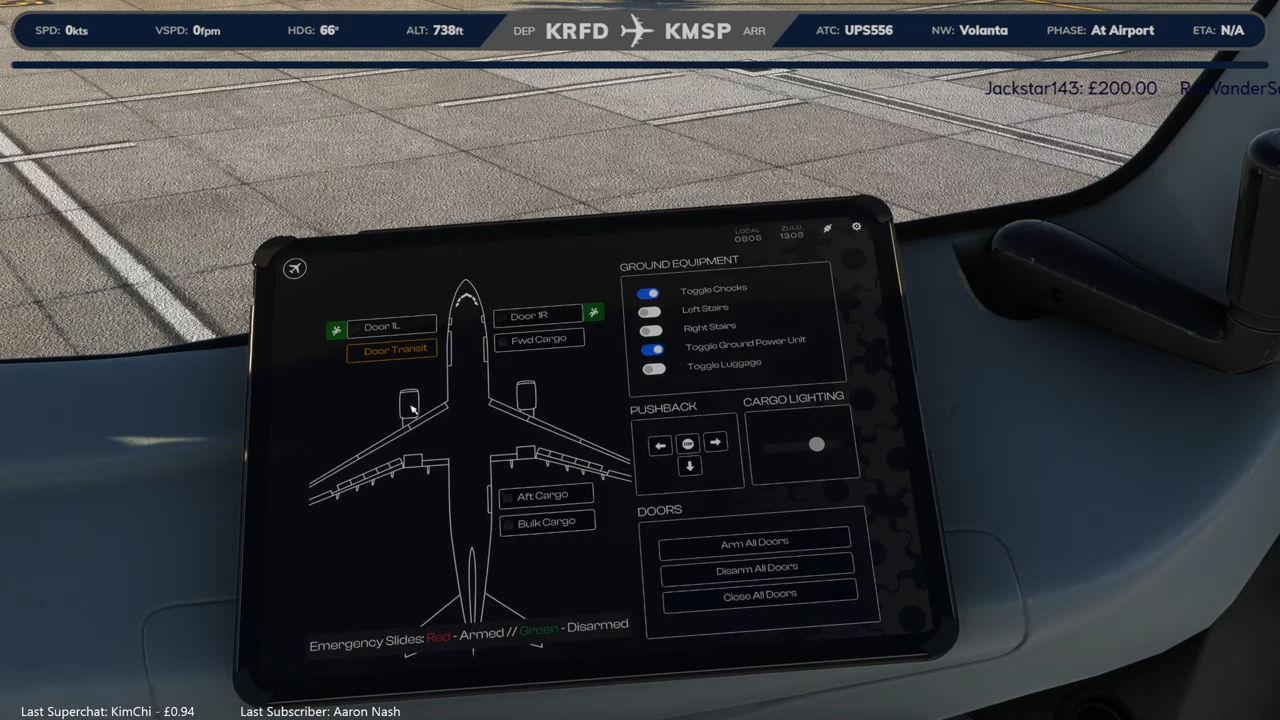 SPD: 0kts VSPD: 0fpm HDG: 66° ALT: 738ft DEP KRFD KMSP ARR ATC: UPS556 NW: Volanta PHASE: At Airport ETA: N/A
Jackstar143: £200.00
LOCAL
0808
ZULU
1308
Door 1L
Door Transit
Door 1R
Fwd Cargo
Aft Cargo
Bulk Cargo
Emergency Slides: Red - Armed // Green - Disarmed
GROUND EQUIPMENT
Toggle Chocks
Left Stairs
Right Stairs
Toggle Ground Power Unit
Toggle Luggage
PUSHBACK
STOP
CARGO LIGHTING
DOORS
Arm All Doors
Disarm All Doors
Close All Doors
Last Superchat: KimChi - £0.94 Last Subscriber: Aaron Nash